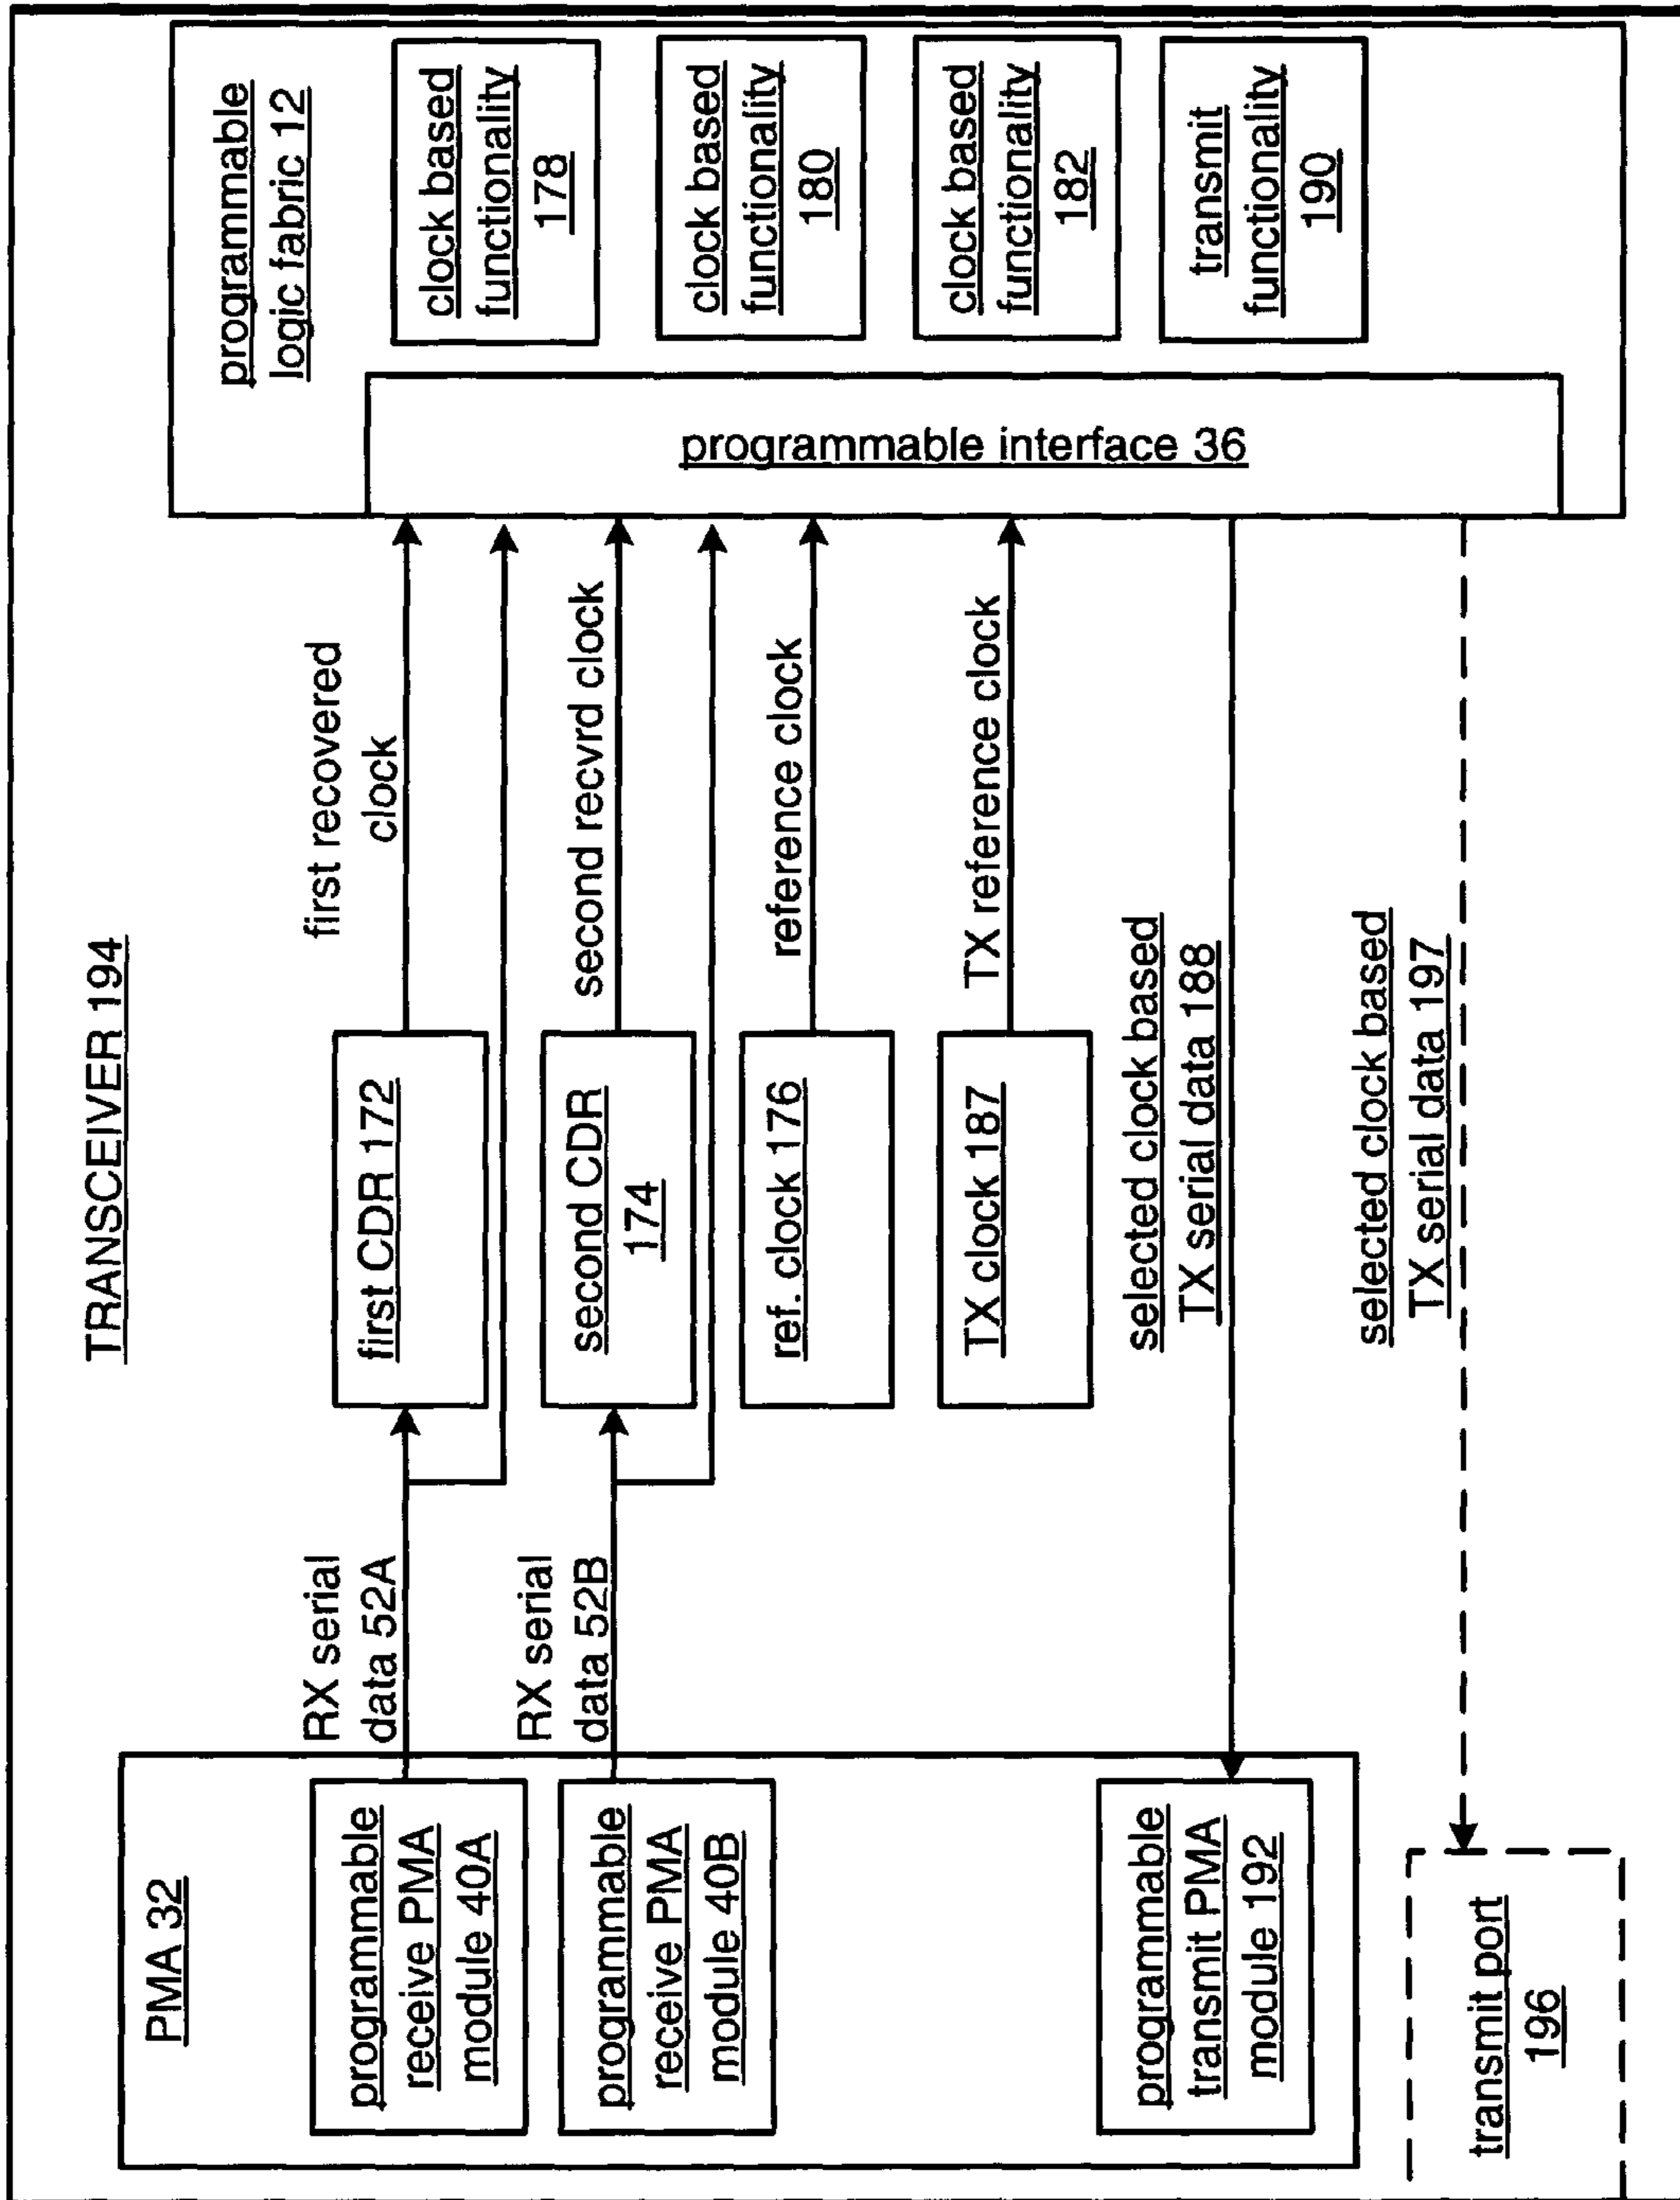 TRANSCEIVER 194
PMA 32
programmable
receive PMA
module 40A
programmable
receive PMA
module 40B
programmable
transmit PMA
module 192
transmit port
196
RX serial
data 52A
RX serial
data 52B
first CDR 172
second CDR
174
ref. clock 176
TX clock 187
first recovered
clock
second recvrd clock
reference clock
TX reference clock
selected clock based
TX serial data 188
selected clock based
TX serial data 197
programmable
logic fabric 12
programmable interface 36
clock based
functionality
178
clock based
functionality
180
clock based
functionality
182
transmit
functionality
190